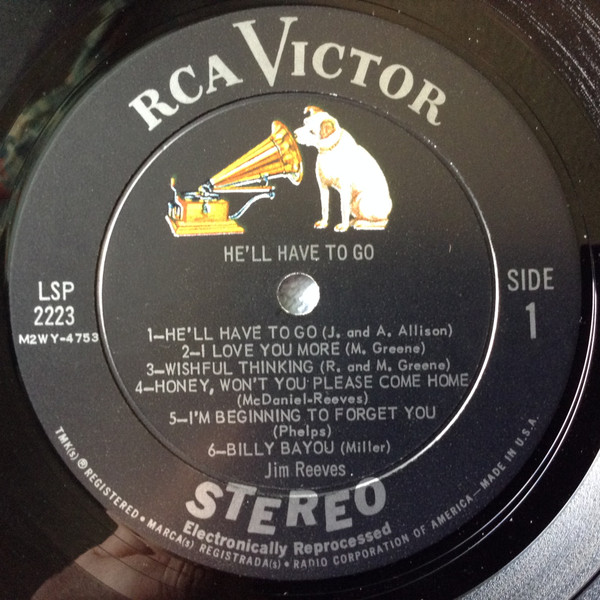 RCA VICTOR
HE'LL HAVE TO GO
LSP
2223
M2WY-4753
SIDE
1
1—HE'LL HAVE TO GO (J. and A. Allison)
2—I LOVE YOU MORE (M. Greene)
3—WISHFUL THINKING (R. and M. Greene)
4—HONEY, WON'T YOU PLEASE COME HOME
(McDaniel-Reeves)
5—I'M BEGINNING TO FORGET YOU
(Phelps)
6—BILLY BAYOU (Miller)
Jim Reeves
STEREO
Electronically Reprocessed
TMK(s) ® REGISTERED • MARCA(s) REGISTRADA(s) • RADIO CORPORATION OF AMERICA—MADE IN U.S.A.